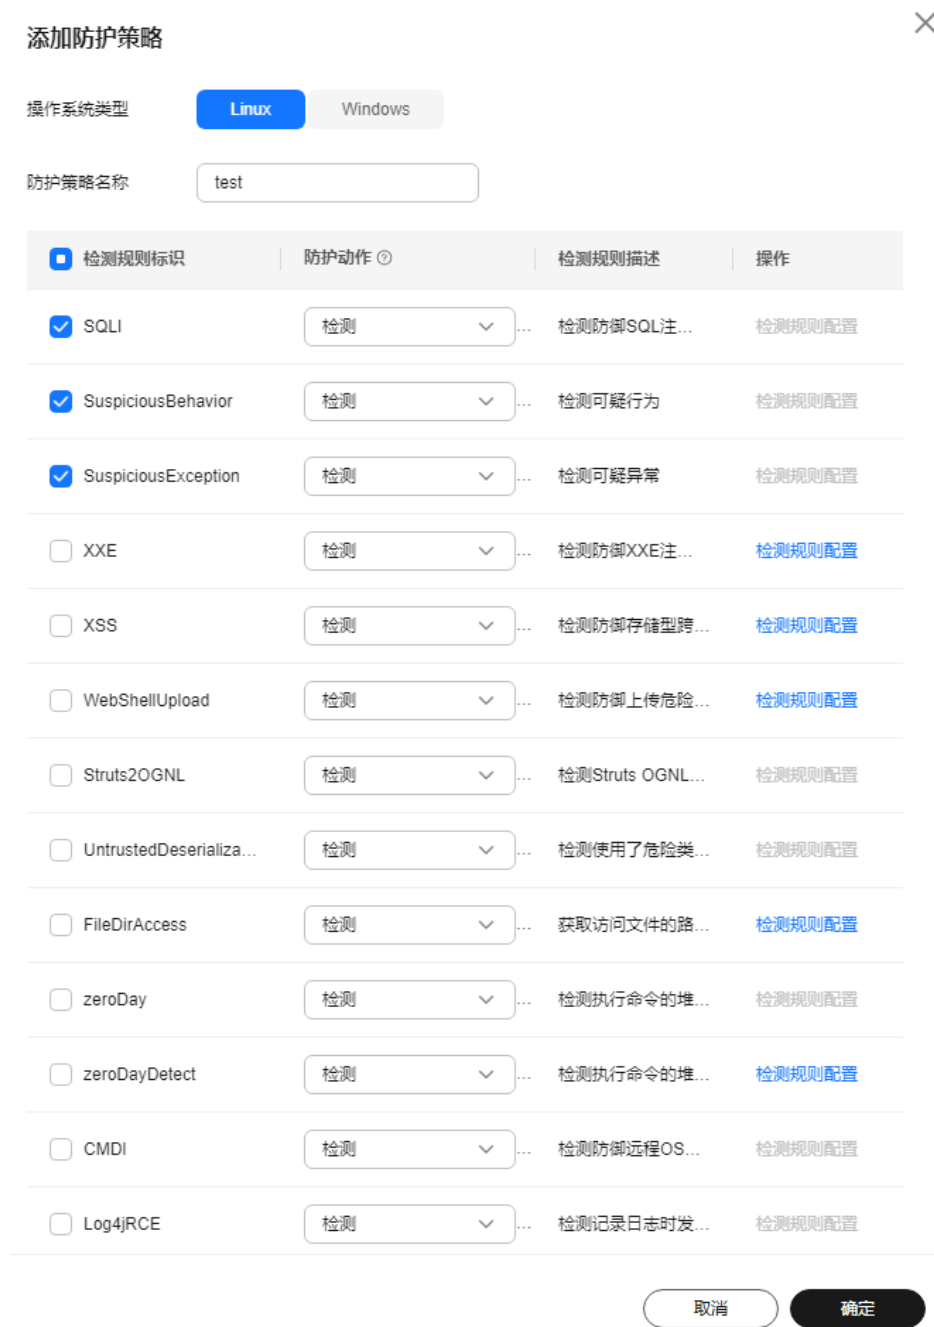 添加防护策略
操作系统类型 Linux Windows
防护策略名称 test
检测规则标识 防护动作 检测规则描述 操作
SQLI 检测 ... 检测防御SQL注... 检测规则配置
SuspiciousBehavior 检测 ... 检测可疑行为 检测规则配置
SuspiciousException 检测 ... 检测可疑异常 检测规则配置
XXE 检测 ... 检测防御XXE注... 检测规则配置
XSS 检测 ... 检测防御存储型跨... 检测规则配置
WebShellUpload 检测 ... 检测防御上传危险... 检测规则配置
Struts2OGNL 检测 ... 检测Struts OGNL... 检测规则配置
UntrustedDeserializa... 检测 ... 检测使用了危险类... 检测规则配置
FileDirAccess 检测 ... 获取访问文件的路... 检测规则配置
zeroDay 检测 ... 检测执行命令的堆... 检测规则配置
zeroDayDetect 检测 ... 检测执行命令的堆... 检测规则配置
CMDI 检测 ... 检测防御远程OS... 检测规则配置
Log4jRCE 检测 ... 检测记录日志时发... 检测规则配置
取消 确定